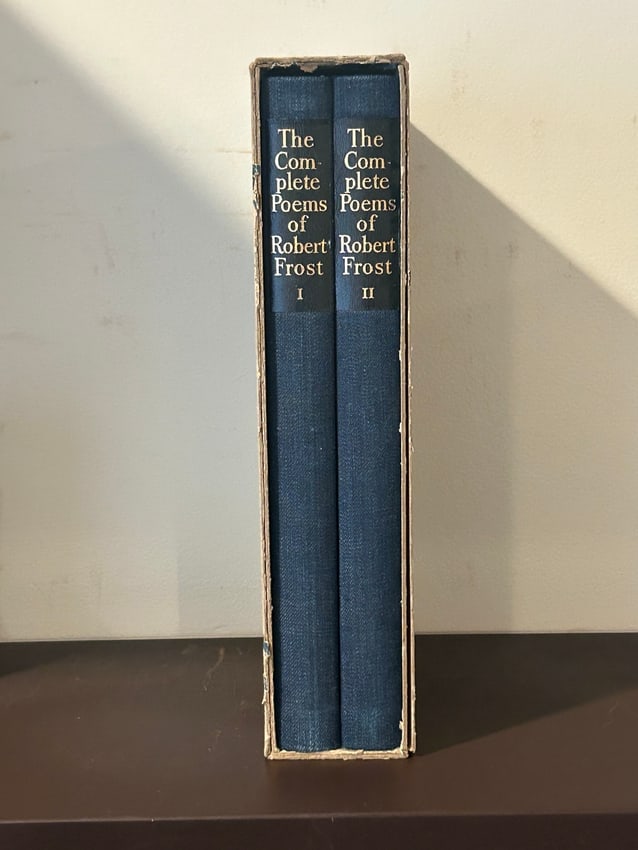 The
Com-
plete
Poems
of
Robert
Frost
I
The
Com-
plete
Poems
of
Robert
Frost
II